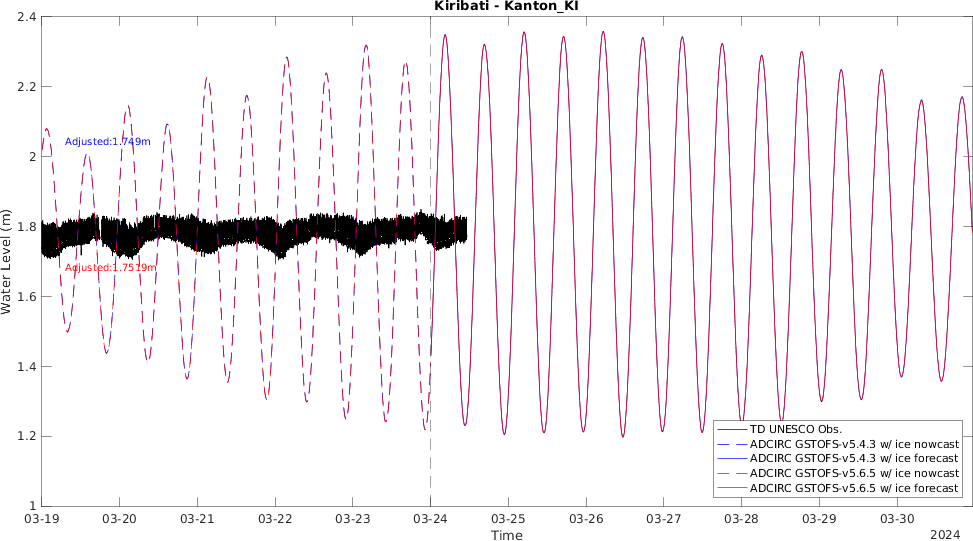 Kiribati - Kanton_KI
2.4
2.2
2
1.8
1.6
1.4
1.2
1
Water Level (m)
Adjusted:1.749m
Adjusted:1.7519m
TD UNESCO Obs.
ADCIRC GSTOFS-v5.4.3 w/ ice nowcast
ADCIRC GSTOFS-v5.4.3 w/ ice forecast
ADCIRC GSTOFS-v5.6.5 w/ ice nowcast
ADCIRC GSTOFS-v5.6.5 w/ ice forecast
03-19 03-20 03-21 03-22 03-23 03-24 03-25 03-26 03-27 03-28 03-29 03-30
Time
2024